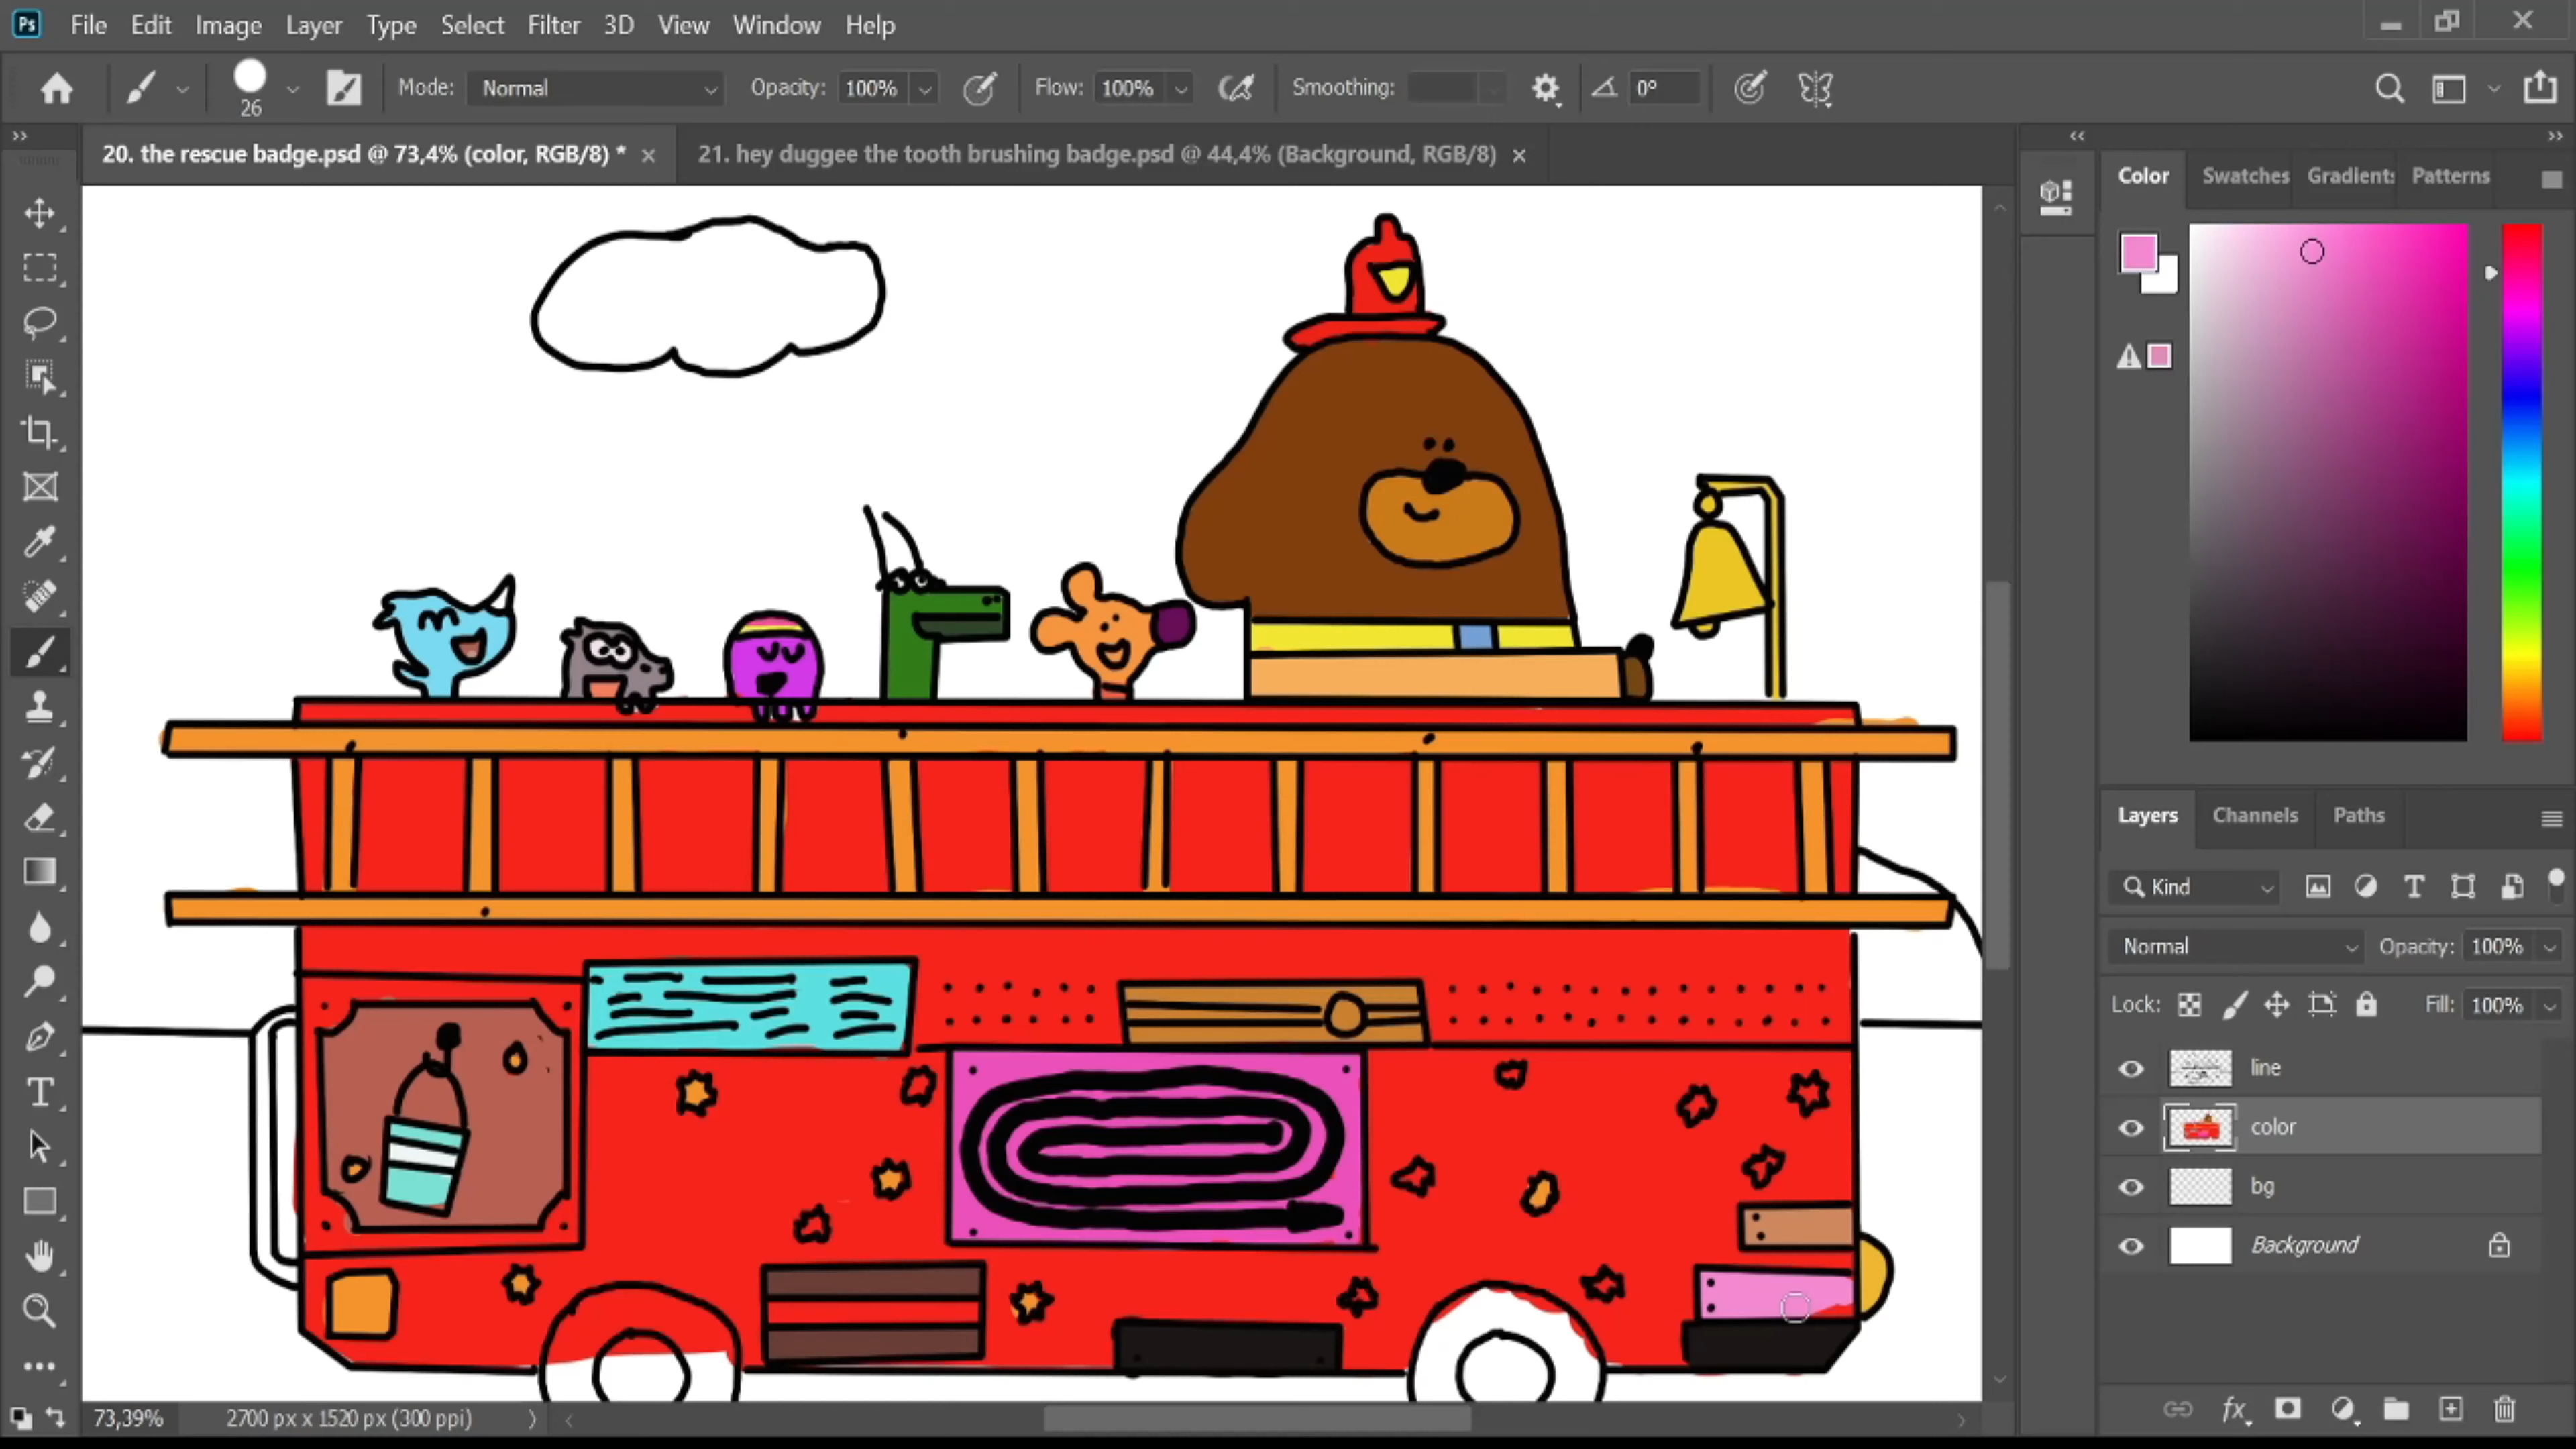 Ps File Edit Image Layer Type Select Filter 3D View Window Help
26 Mode: Normal Opacity: 100% Flow: 100% Smoothing: 0°
20. the rescue badge.psd @ 73,4% (color, RGB/8) * × 21. hey duggee the tooth brushing badge.psd @ 44,4% (Background, RGB/8) ×
Color Swatches Gradients Patterns
Layers Channels Paths
Kind
Normal Opacity: 100%
Lock: Fill: 100%
line
color
bg
Background
73,39% 2700 px x 1520 px (300 ppi)